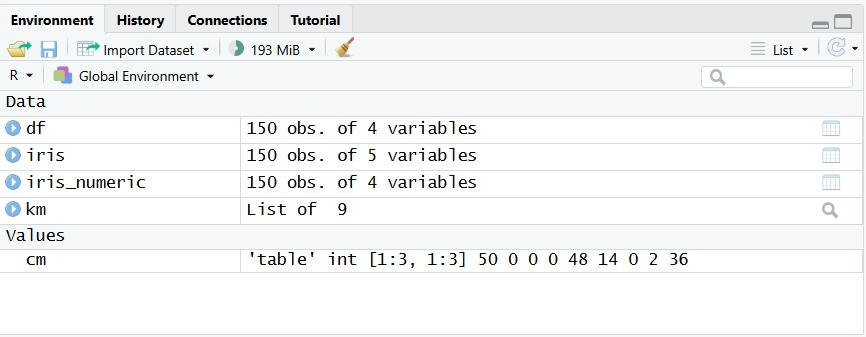 Environment History Connections Tutorial
Import Dataset 193 MiB List
R Global Environment
Data
df 150 obs. of 4 variables
iris 150 obs. of 5 variables
iris_numeric 150 obs. of 4 variables
km List of  9
Values
cm 'table' int [1:3, 1:3] 50 0 0 0 48 14 0 2 36